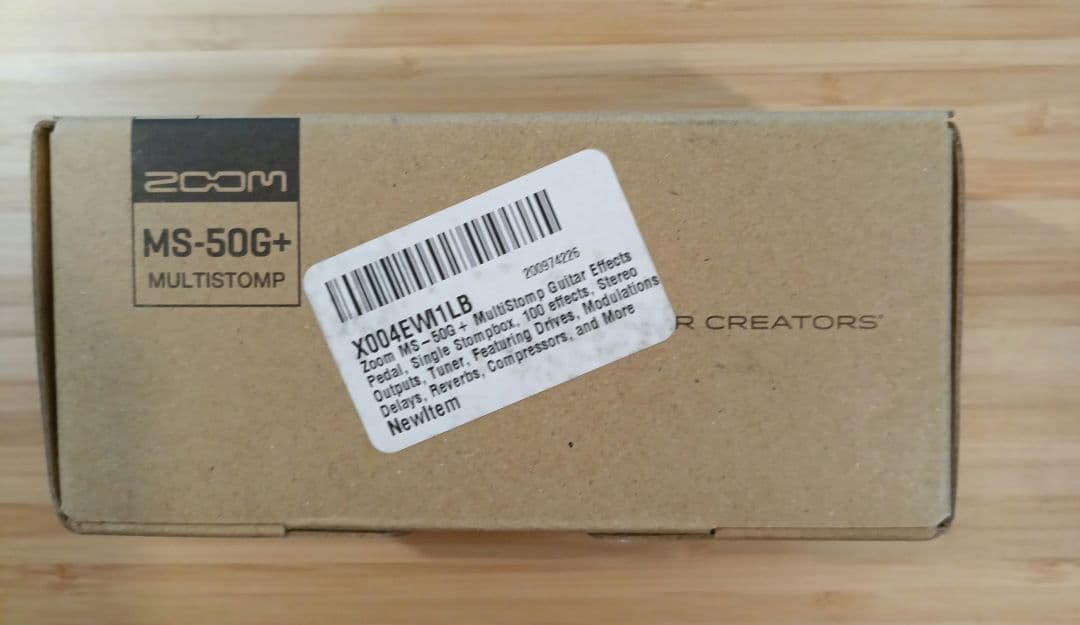 ZOOM
MS-50G+
MULTISTOMP
200974226
X004EWI1LB
Zoom MS-50G+ MultiStomp Guitar Effects
Pedal, Single Stompbox, 100 effects, Stereo
Outputs, Tuner, Featuring Drives, Modulations
Delays, Reverbs, Compressors, and More
NewItem
R CREATORS